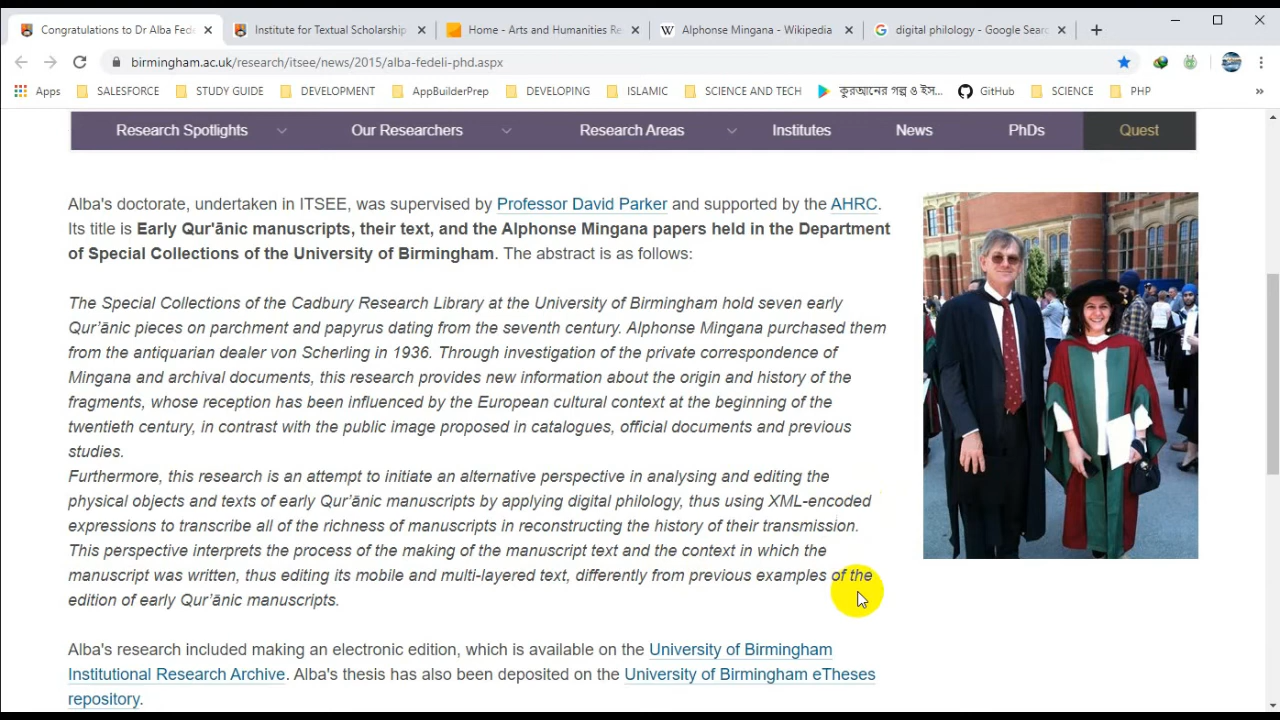 Congratulations to Dr Alba Fede
Institute for Textual Scholarship
Home - Arts and Humanities Re
Alphonse Mingana - Wikipedia
digital philology - Google Searc
birmingham.ac.uk/research/itsee/news/2015/alba-fedeli-phd.aspx
Apps SALESFORCE STUDY GUIDE DEVELOPMENT AppBuilderPrep DEVELOPING ISLAMIC SCIENCE AND TECH কুরআনের গল্প ও ইস... GitHub SCIENCE PHP »
Research Spotlights Our Researchers Research Areas Institutes News PhDs Quest
Alba's doctorate, undertaken in ITSEE, was supervised by Professor David Parker and supported by the AHRC.
Its title is Early Qur'ānic manuscripts, their text, and the Alphonse Mingana papers held in the Department
of Special Collections of the University of Birmingham. The abstract is as follows:
The Special Collections of the Cadbury Research Library at the University of Birmingham hold seven early
Qur’ānic pieces on parchment and papyrus dating from the seventh century. Alphonse Mingana purchased them
from the antiquarian dealer von Scherling in 1936. Through investigation of the private correspondence of
Mingana and archival documents, this research provides new information about the origin and history of the
fragments, whose reception has been influenced by the European cultural context at the beginning of the
twentieth century, in contrast with the public image proposed in catalogues, official documents and previous
studies.
Furthermore, this research is an attempt to initiate an alternative perspective in analysing and editing the
physical objects and texts of early Qur’ānic manuscripts by applying digital philology, thus using XML-encoded
expressions to transcribe all of the richness of manuscripts in reconstructing the history of their transmission.
This perspective interprets the process of the making of the manuscript text and the context in which the
manuscript was written, thus editing its mobile and multi-layered text, differently from previous examples of the
edition of early Qur’ānic manuscripts.
Alba's research included making an electronic edition, which is available on the University of Birmingham
Institutional Research Archive. Alba's thesis has also been deposited on the University of Birmingham eTheses
repository.